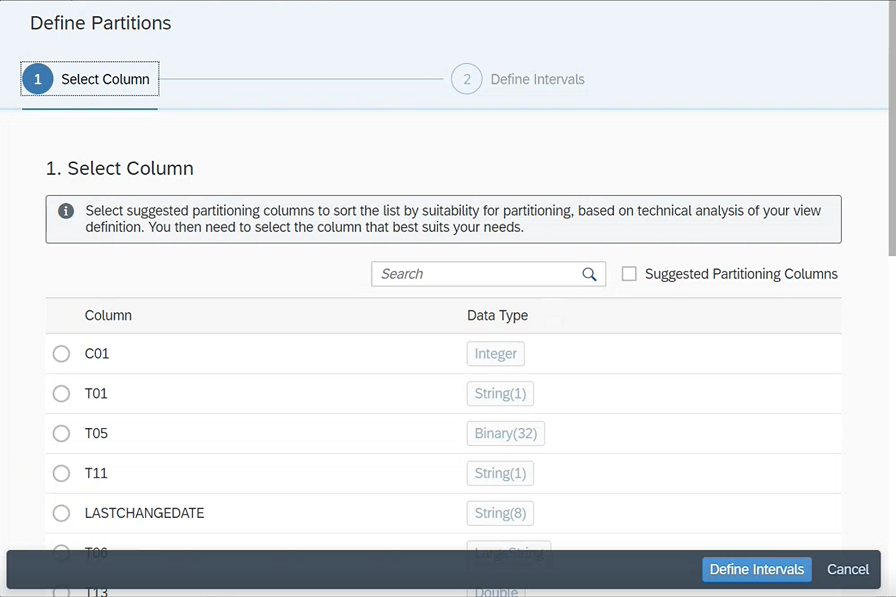 Define Partitions
1 Select Column
2 Define Intervals
1. Select Column
Select suggested partitioning columns to sort the list by suitability for partitioning, based on technical analysis of your view
definition. You then need to select the column that best suits your needs.
Search
Suggested Partitioning Columns
Column Data Type
C01 Integer
T01 String(1)
T05 Binary(32)
T11 String(1)
LASTCHANGEDATE String(8)
T06 LargeString
Define Intervals Cancel
T13 Double